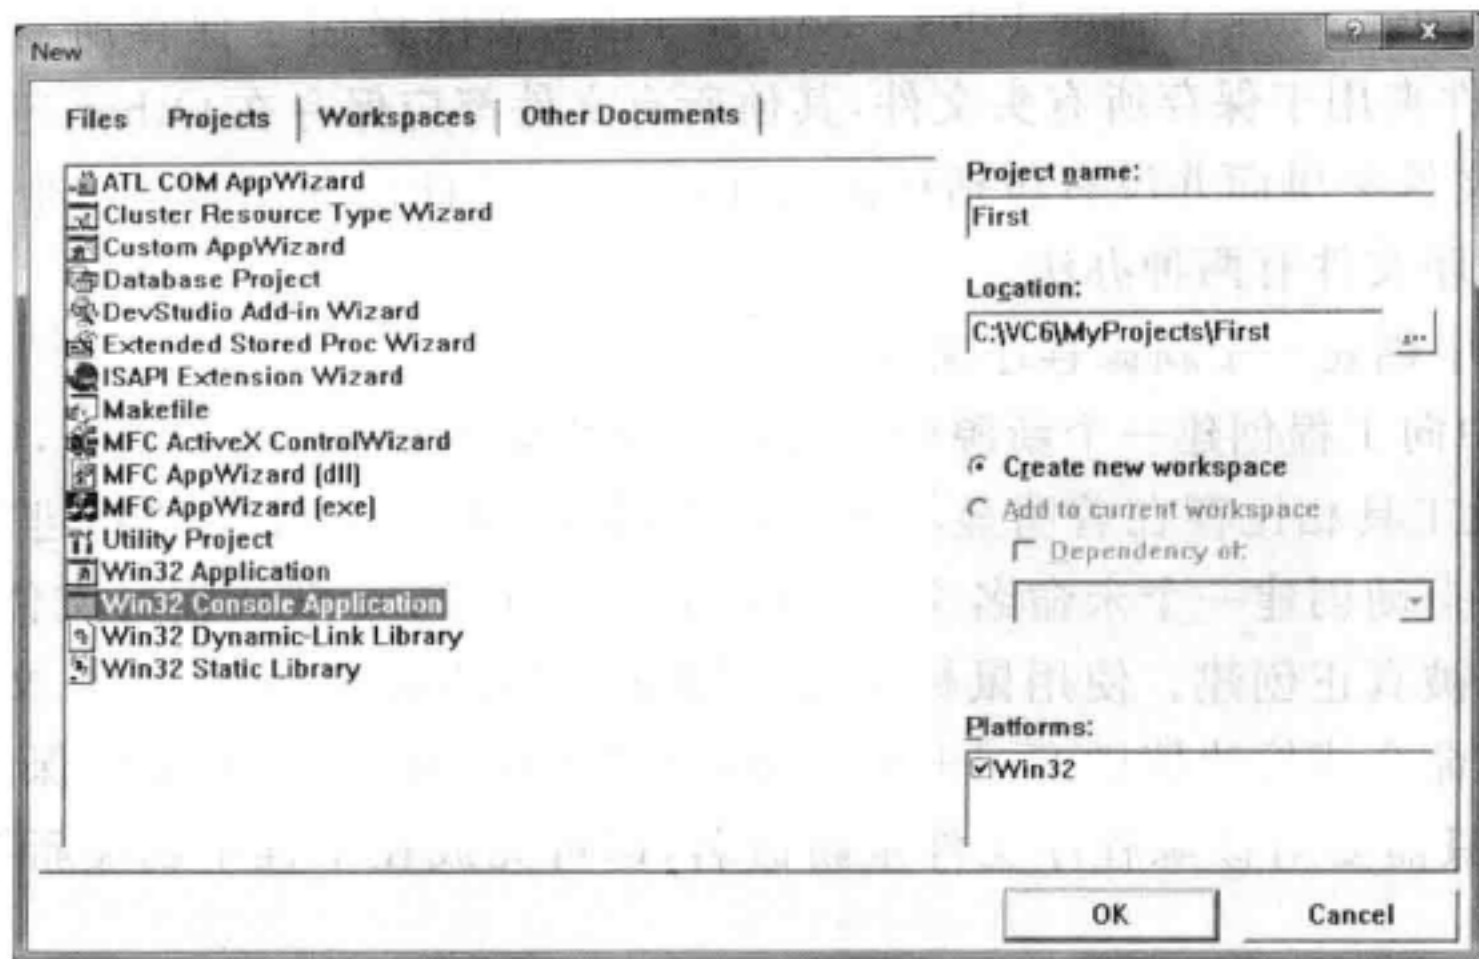 New
Files Projects Workspaces Other Documents
ATL COM AppWizard
Cluster Resource Type Wizard
Custom AppWizard
Database Project
DevStudio Add-in Wizard
Extended Stored Proc Wizard
ISAPI Extension Wizard
Makefile
MFC ActiveX ControlWizard
MFC AppWizard (dll)
MFC AppWizard (exe)
Utility Project
Win32 Application
Win32 Console Application
Win32 Dynamic-Link Library
Win32 Static Library
Project name:
First
Location:
C:\VC6\MyProjects\First
...
Create new workspace
Add to current workspace
Dependency of:
Platforms:
Win32
OK Cancel